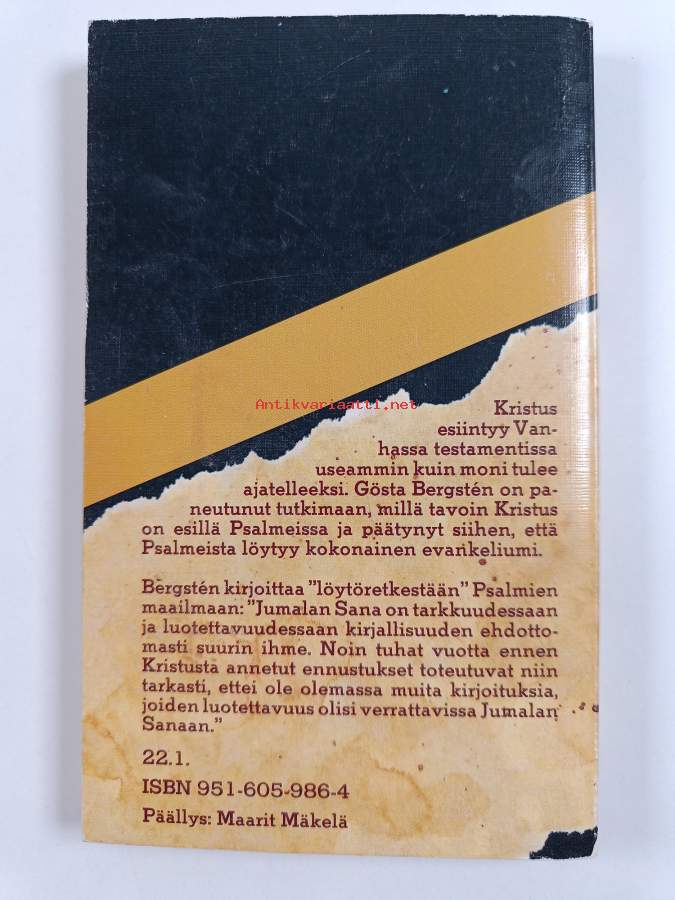 Antikvariaatti.net
Kristus
esiintyy Van-
hassa testamentissa
useammin kuin moni tulee
ajatelleeksi. Gösta Bergstén on pa-
neutunut tutkimaan, millä tavoin Kristus
on esillä Psalmeissa ja päätynyt siihen, että
Psalmeista löytyy kokonainen evankeliumi.
Bergstén kirjoittaa "löytöretkestään" Psalmien
maailmaan: "Jumalan Sana on tarkkuudessaan
ja luotettavuudessaan kirjallisuuden ehdotto-
masti suurin ihme. Noin tuhat vuotta ennen
Kristusta annetut ennustukset toteutuvat niin
tarkasti, ettei ole olemassa muita kirjoituksia,
joiden luotettavuus olisi verrattavissa Jumalan
Sanaan."
22.1.
ISBN 951-605-986-4
Päällys: Maarit Mäkelä